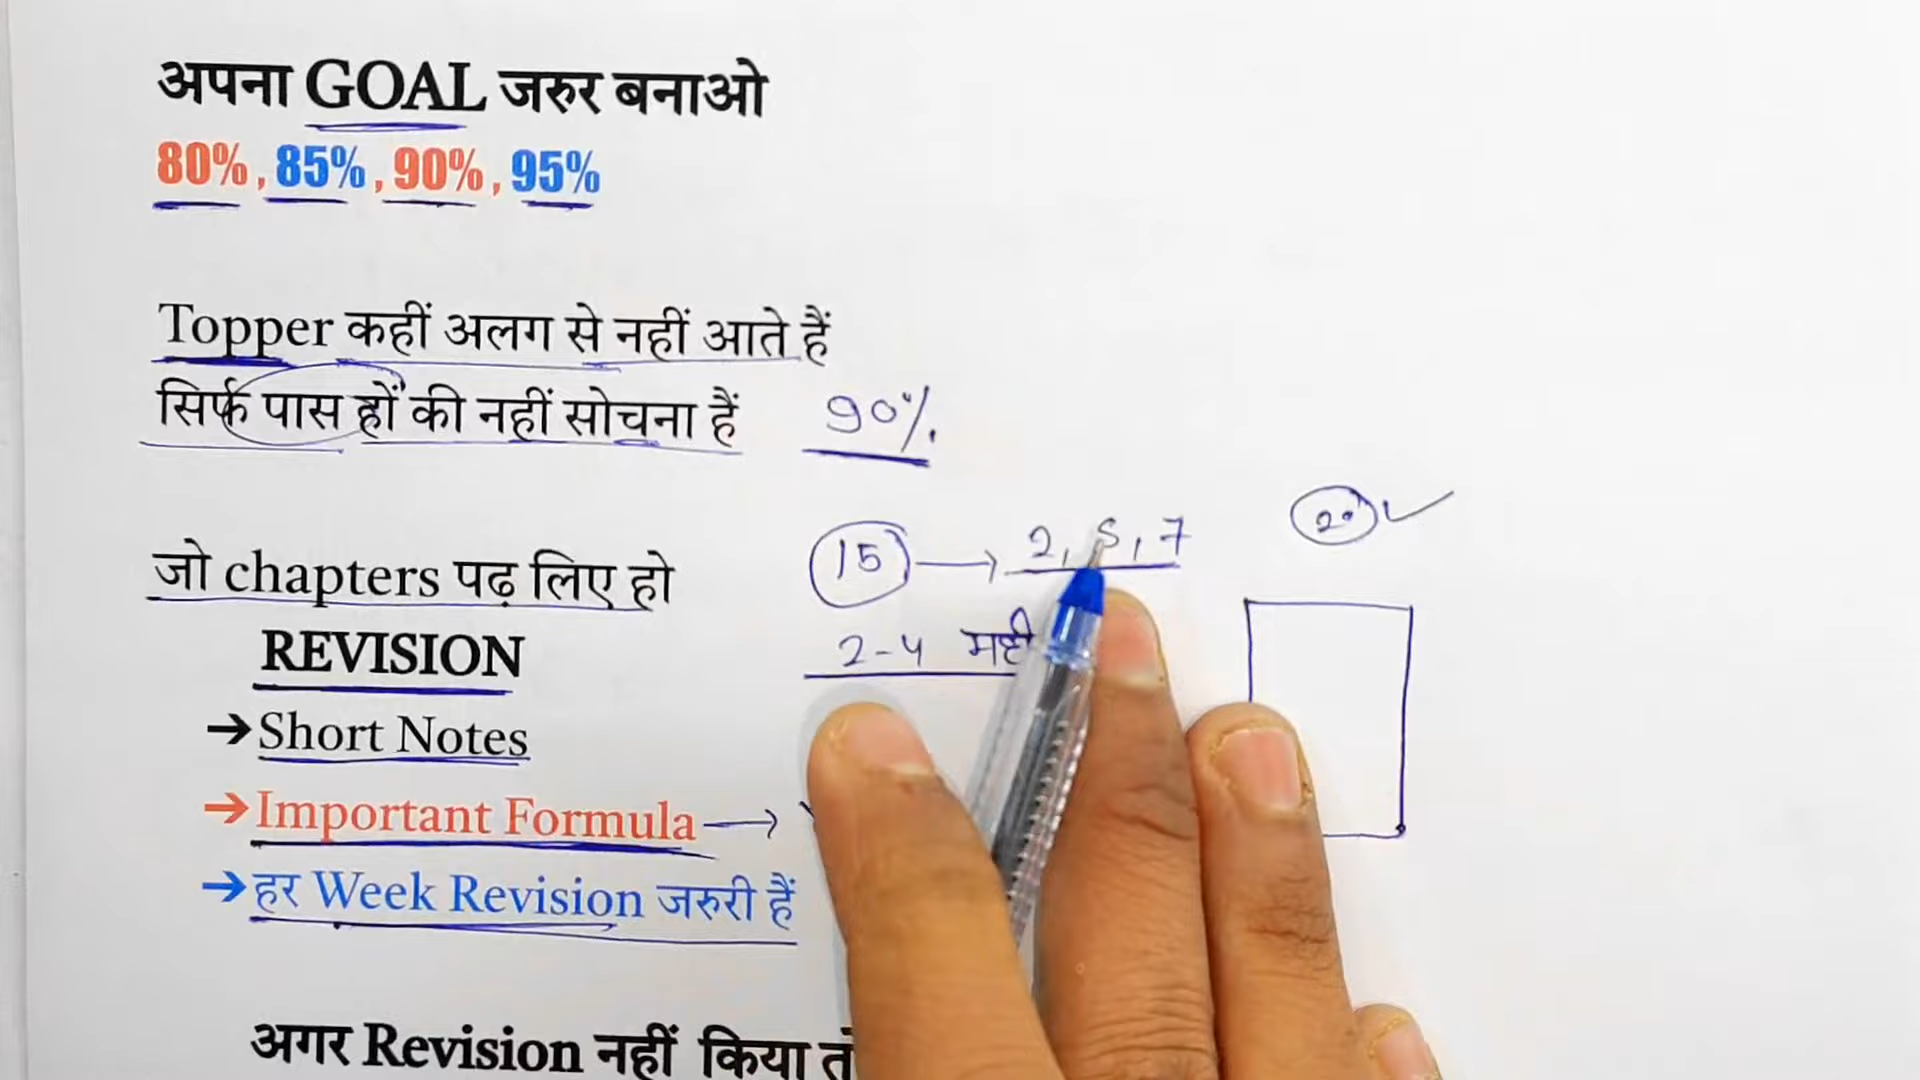 अपना GOAL जरुर बनाओ
80%, 85%, 90%, 95%
Topper कहीं अलग से नहीं आते हैं
सिर्फ पास हों की नहीं सोचना हैं
90%.
जो chapters पढ़ लिए हो
15 → 2, 5, 7
20 ✓
REVISION
2-4
→ Short Notes
→ Important Formula →
→ हर Week Revision जरुरी हैं
अगर Revision नहीं किया